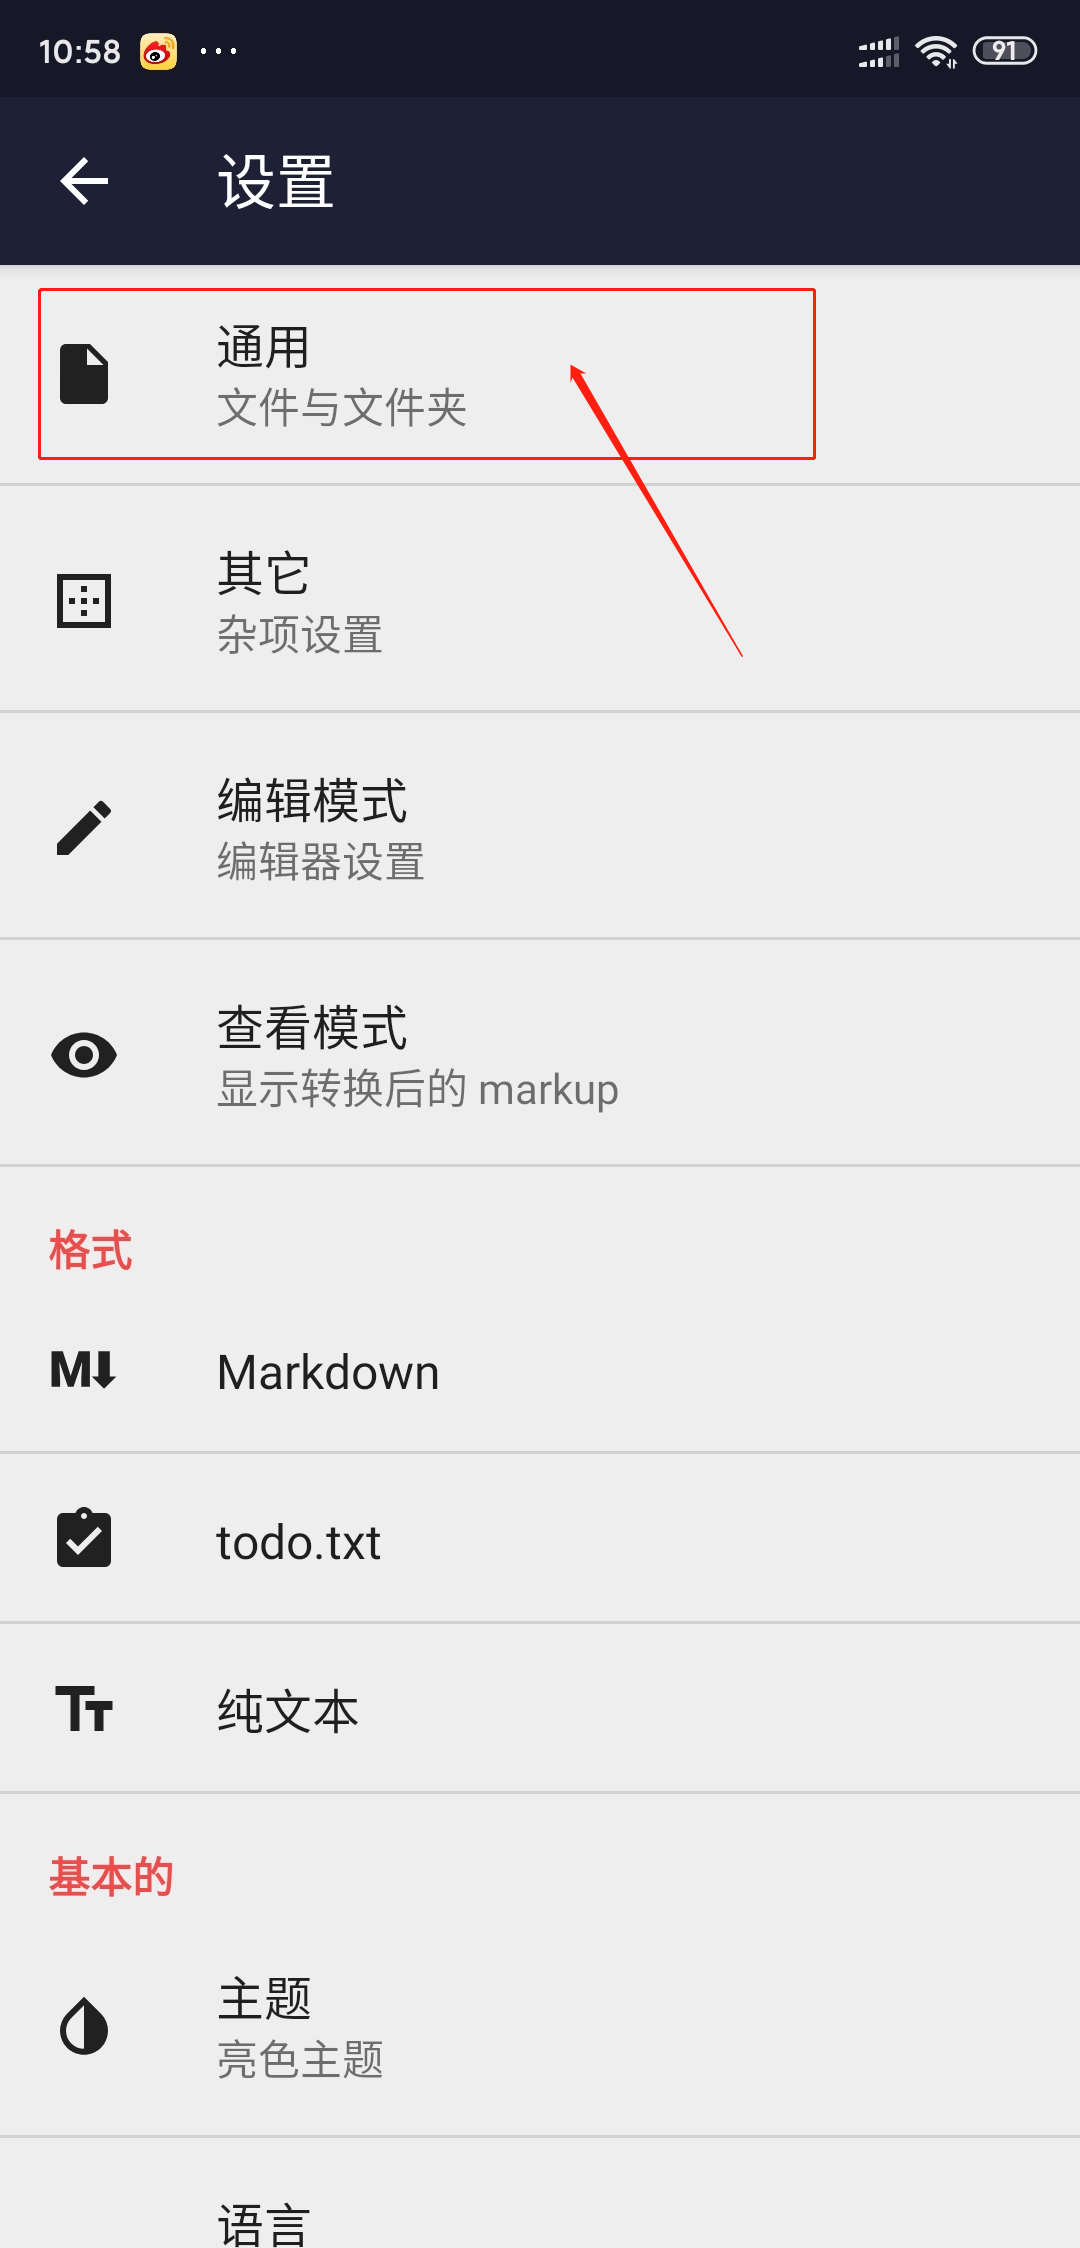 10:58
91
设置
通用
文件与文件夹
其它
杂项设置
编辑模式
编辑器设置
查看模式
显示转换后的 markup
格式
M
Markdown
todo.txt
TT
纯文本
基本的
主题
亮色主题
语言